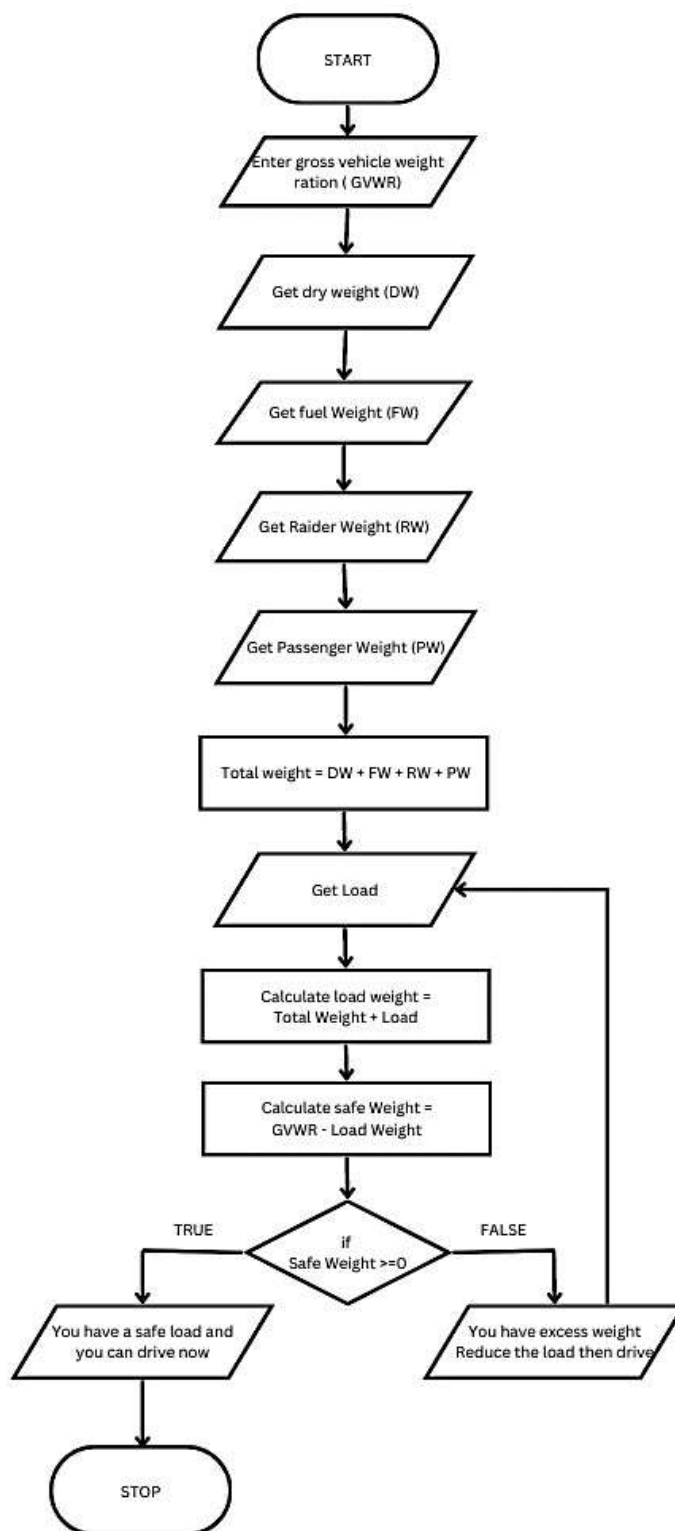 START
Enter gross vehicle weight
ration ( GVWR)
Get dry weight (DW)
Get fuel Weight (FW)
Get Raider Weight (RW)
Get Passenger Weight (PW)
Total weight = DW + FW + RW + PW
Get Load
Calculate load weight =
Total Weight + Load
Calculate safe Weight =
GVWR - Load Weight
if
Safe Weight >=0
TRUE
FALSE
You have a safe load and
you can drive now
You have excess weight
Reduce the load then drive
STOP